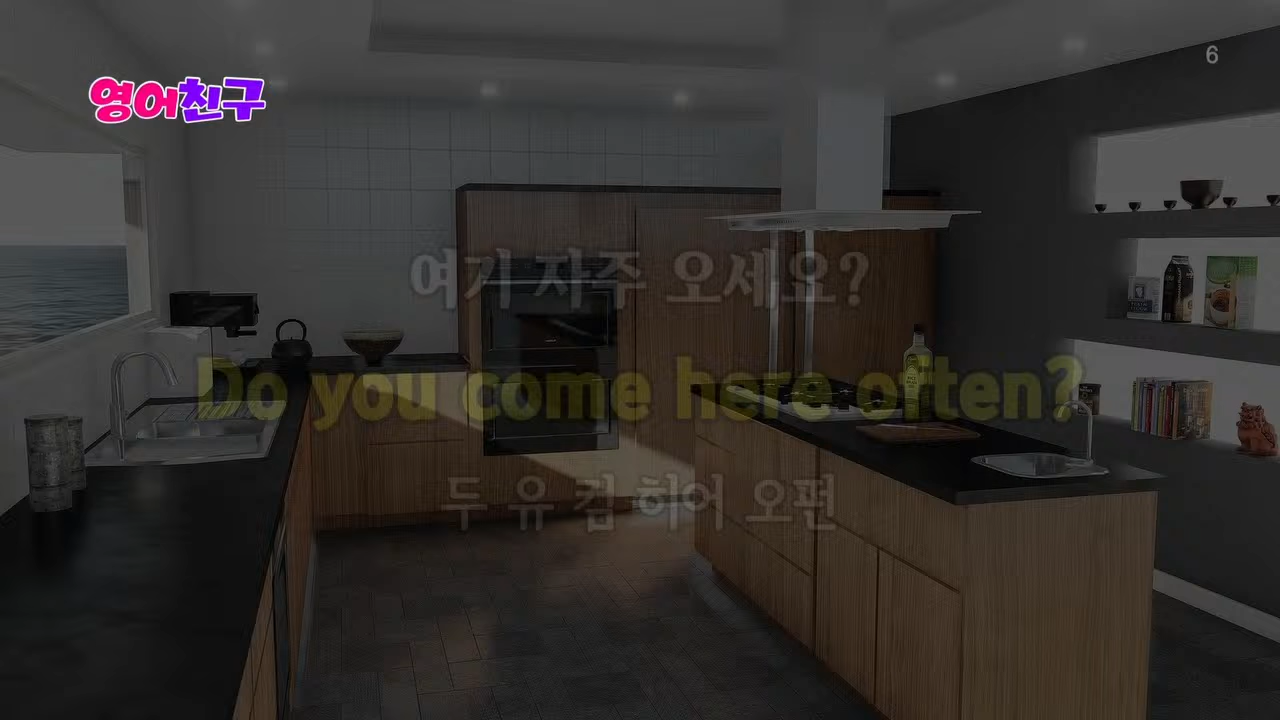 영어친구
6
여기 자주 오세요?
Do you come here often?
두 유 컴 히어 오편